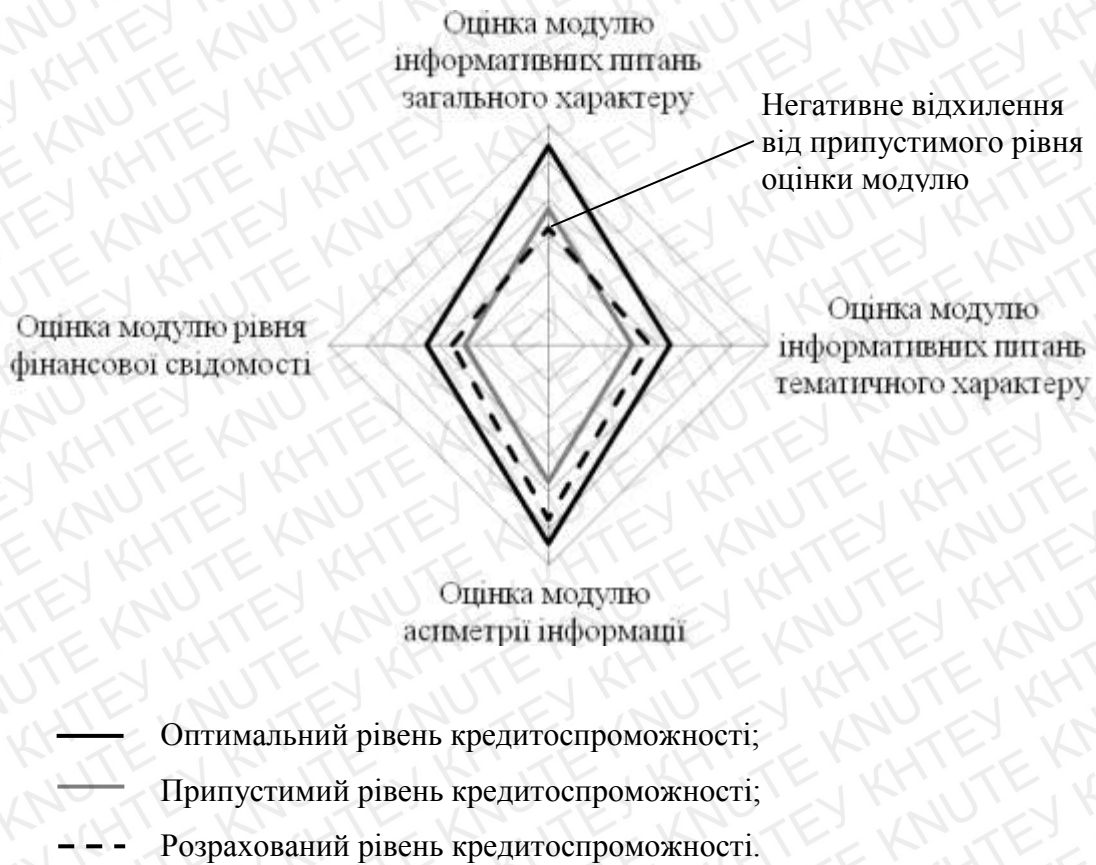 Оцінка модулю
інформативних питань
загального характеру
Негативне відхилення
від припустимого рівня
оцінки модулю
Оцінка модулю рівня
фінансової свідомості
Оцінка модулю
інформативних питань
тематичного характеру
Оцінка модулю
асиметрії інформації
Оптимальний рівень кредитоспроможності;
Припустимий рівень кредитоспроможності;
Розрахований рівень кредитоспроможності.